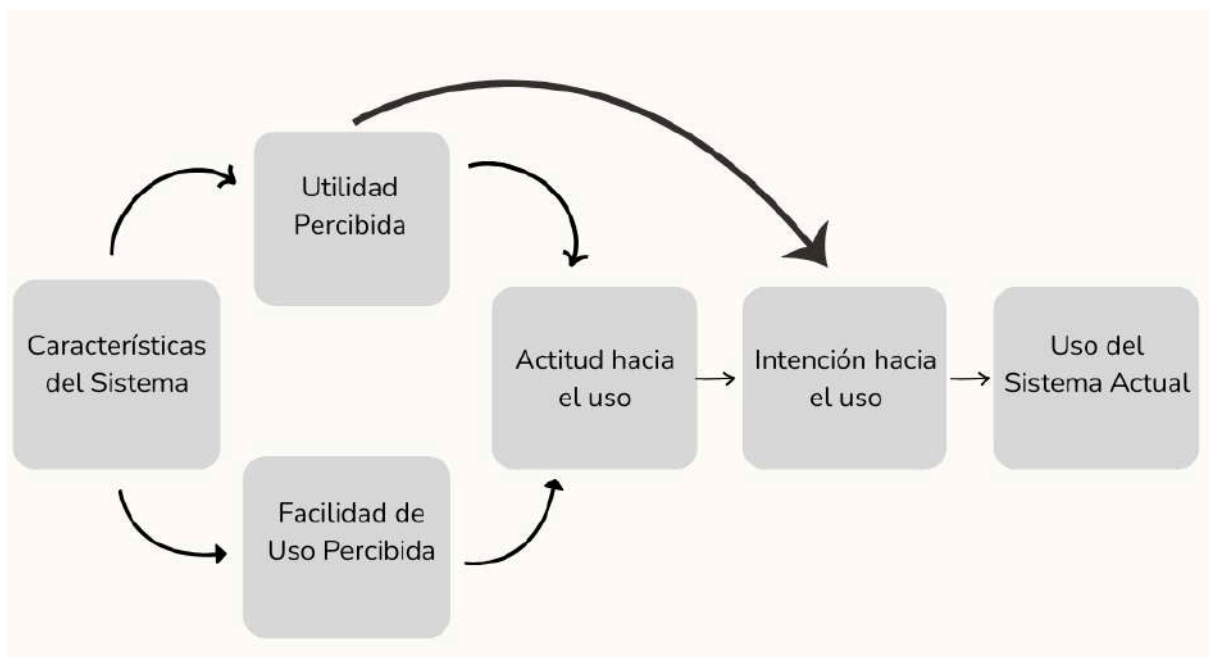 Utilidad
Percibida
Características
del Sistema
Actitud hacia
el uso
Intención hacia
el uso
Uso del
Sistema Actual
Facilidad de
Uso Percibida